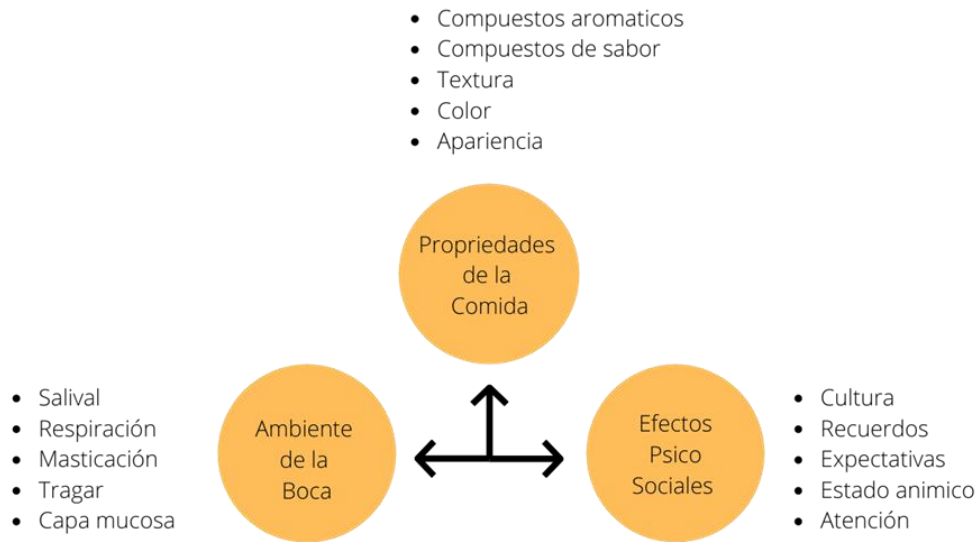 • Compuestos aromaticos
• Compuestos de sabor
• Textura
• Color
• Apariencia
Propriedades
de la
Comida
• Salival
• Respiración
• Masticación
• Tragar
• Capa mucosa
Ambiente
de la
Boca
Efectos
Psico
Sociales
• Cultura
• Recuerdos
• Expectativas
• Estado animico
• Atención